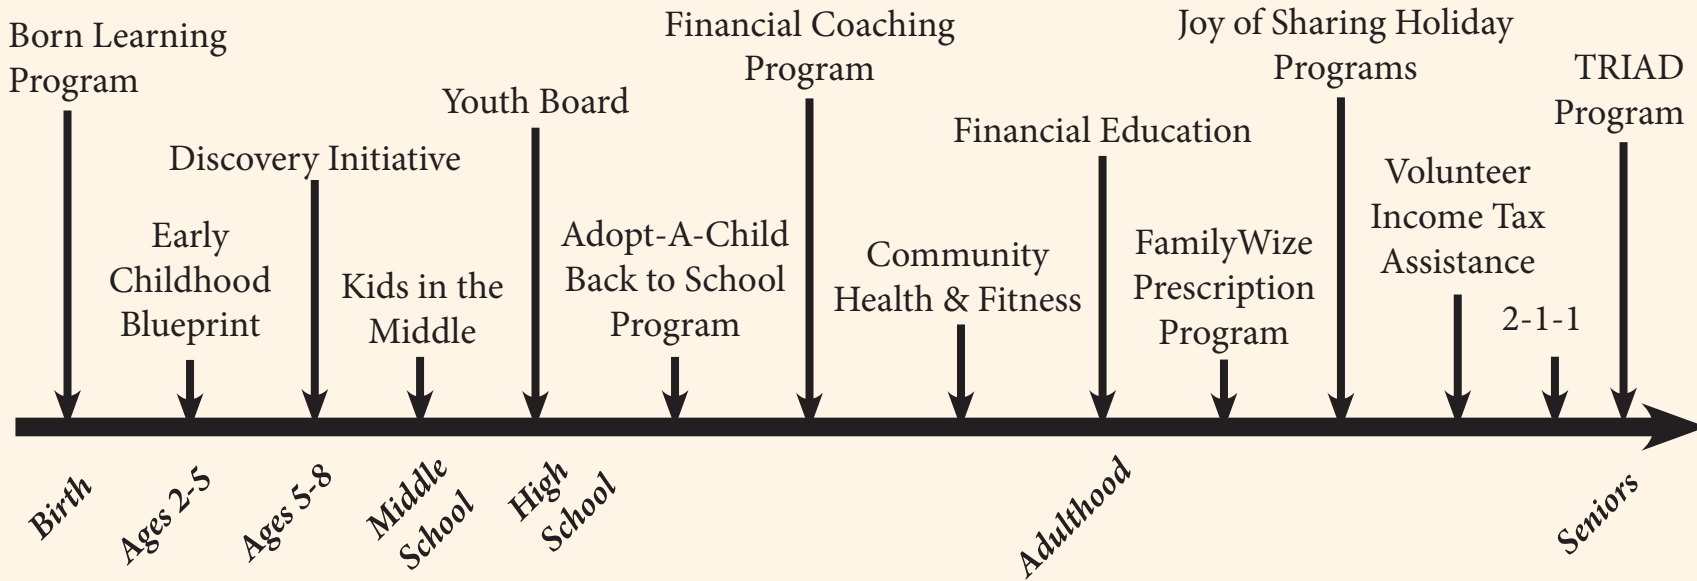 Born Learning
Program
Early
Childhood
Blueprint
Discovery Initiative
Kids in the
Middle
Youth Board
Adopt-A-Child
Back to School
Program
Financial Coaching
Program
Community
Health & Fitness
Financial Education
FamilyWize
Prescription
Program
Joy of Sharing Holiday
Programs
Volunteer
Income Tax
Assistance
2-1-1
TRIAD
Program
Birth
Ages 2-5
Ages 5-8
Middle
School
High
School
Adulthood
Seniors